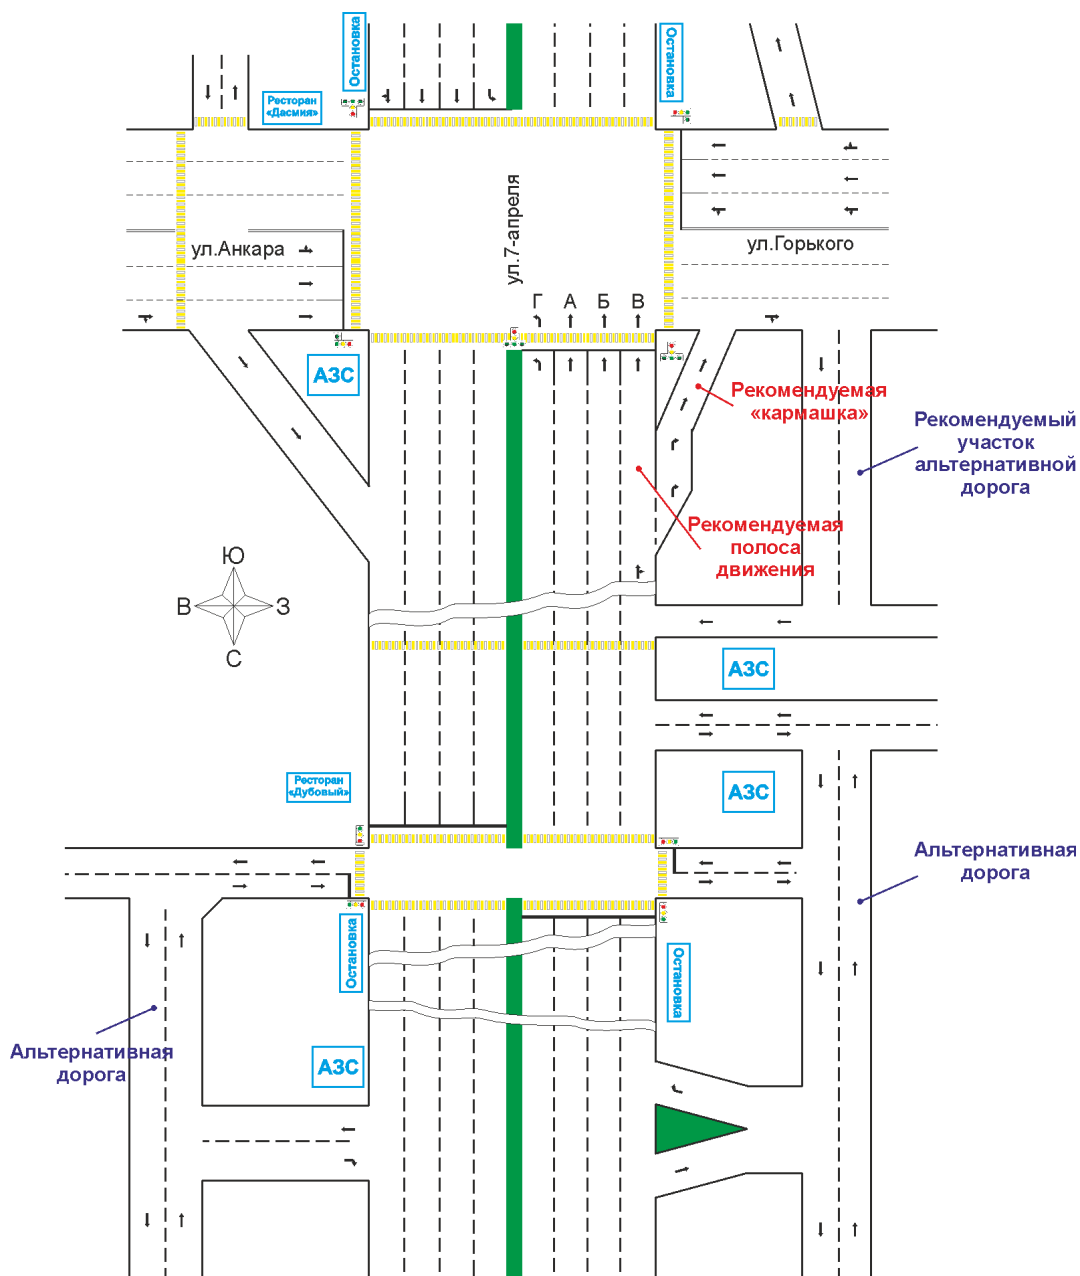 Остановка
Остановка
Ресторан
«Дасмия»
ул.7-апреля
ул.Анкара
ул.Горького
Г А Б В
АЗС
Рекомендуемая
«кармашка»
Рекомендуемый
участок
альтернативной
дорога
Рекомендуемая
полоса
движения
Ю
В З
С
АЗС
Ресторан
«Дубовый»
АЗС
Альтернативная
дорога
Остановка
Остановка
Альтернативная
дорога
АЗС